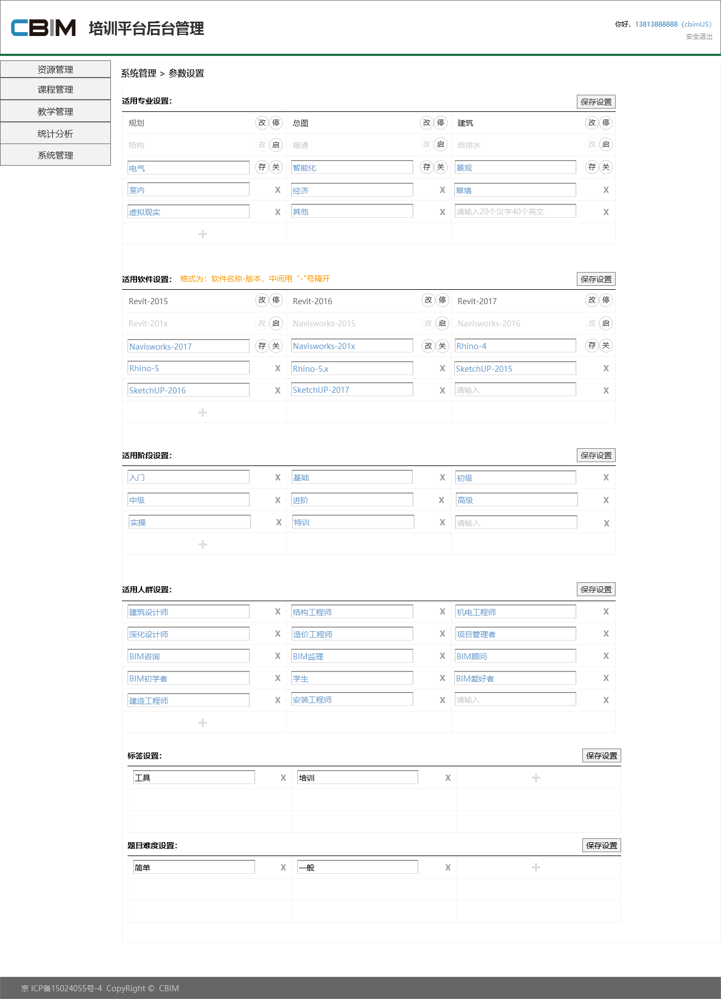 CBIM 培训平台后台管理
你好，13813888888（cbimUS）
安全退出
资源管理
课程管理
教学管理
统计分析
系统管理
系统管理 > 参数设置
适用专业设置： 保存设置
规划 改 停 总图 改 停 建筑 改 停
结构 改 启 暖通 改 启 给排水 改 启
电气 存 关 智能化 存 关 景观 存 关
室内 X 经济 X 幕墙 X
虚拟现实 X 其他 X 请输入20个汉字40个英文 X
适用软件设置： 格式为：软件名称-版本，中间用“-”号隔开 保存设置
Revit-2015 改 停 Revit-2016 改 停 Revit-2017 改 停
Revit-201x 改 启 Navisworks-2015 改 启 Navisworks-2016 改 启
Navisworks-2017 存 关 Navisworks-201x 改 关 Rhino-4 存 关
Rhino-5 X Rhino-5.x X SketchUP-2015 X
SketchUP-2016 X SketchUP-2017 X 请输入 X
适用阶段设置： 保存设置
入门 X 基础 X 初级 X
中级 X 进阶 X 高级 X
实操 X 特训 X 请输入 X
适用人群设置： 保存设置
建筑设计师 X 结构工程师 X 机电工程师 X
深化设计师 X 造价工程师 X 项目管理者 X
BIM咨询 X BIM监理 X BIM顾问 X
BIM初学者 X 学生 X BIM爱好者 X
建造工程师 X 安装工程师 X 请输入 X
标签设置： 保存设置
工具 X 培训 X
题目难度设置： 保存设置
简单 X 一般 X
京 ICP备15024055号-4 CopyRight © CBIM